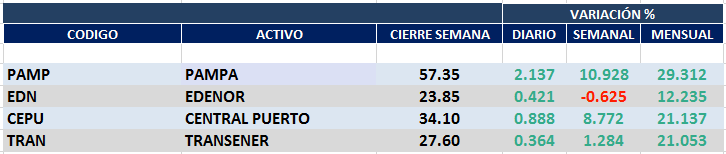 VARIACIÓN %
CODIGO ACTIVO CIERRE SEMANA DIARIO SEMANAL MENSUAL
PAMP PAMPA 57.35 2.137 10.928 29.312
EDN EDENOR 23.85 0.421 -0.625 12.235
CEPU CENTRAL PUERTO 34.10 0.888 8.772 21.137
TRAN TRANSENER 27.60 0.364 1.284 21.053